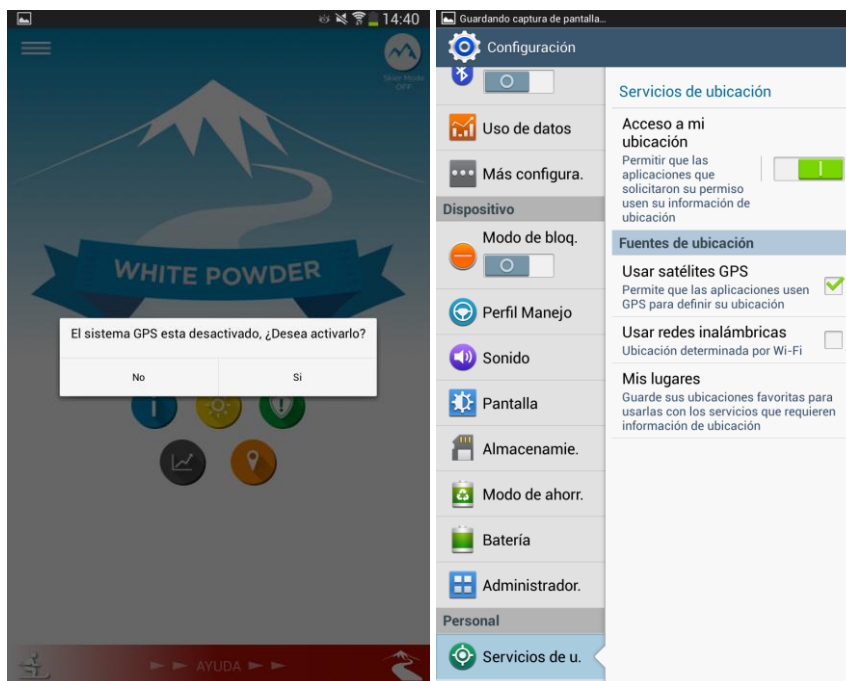 14:40
Skier Mode
OFF
WHITE POWDER
El sistema GPS esta desactivado, ¿Desea activarlo?
No
Si
AYUDA
Guardando captura de pantalla...
Configuración
Uso de datos
Más configura.
Dispositivo
Modo de bloq.
Perfil Manejo
Sonido
Pantalla
Almacenamie.
Modo de ahorr.
Batería
Administrador.
Personal
Servicios de u.
Servicios de ubicación
Acceso a mi
ubicación
Permitir que las
aplicaciones que
solicitaron su permiso
usen su información de
ubicación
Fuentes de ubicación
Usar satélites GPS
Permite que las aplicaciones usen
GPS para definir su ubicación
Usar redes inalámbricas
Ubicación determinada por Wi-Fi
Mis lugares
Guarde sus ubicaciones favoritas para
usarlas con los servicios que requieren
información de ubicación